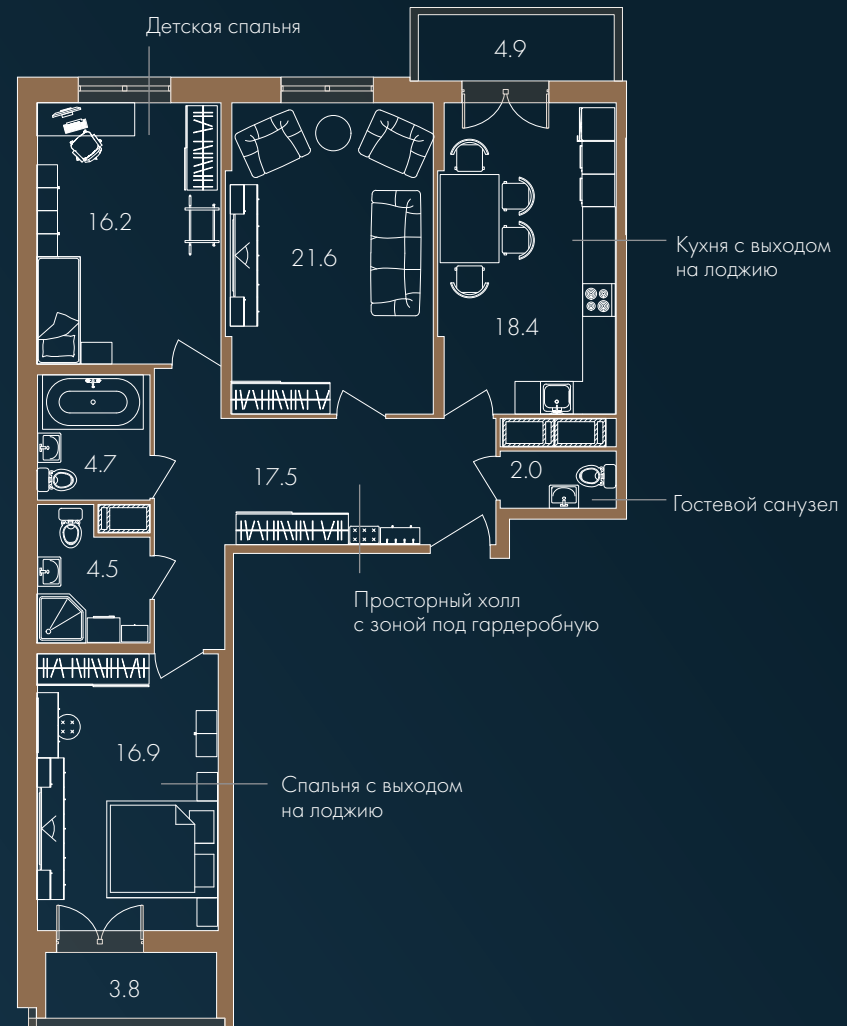 Детская спальня
4.9
16.2
21.6
Кухня с выходом
на лоджию
18.4
4.7
17.5
2.0
Гостевой санузел
4.5
Просторный холл
с зоной под гардеробную
16.9
Спальня с выходом
на лоджию
3.8